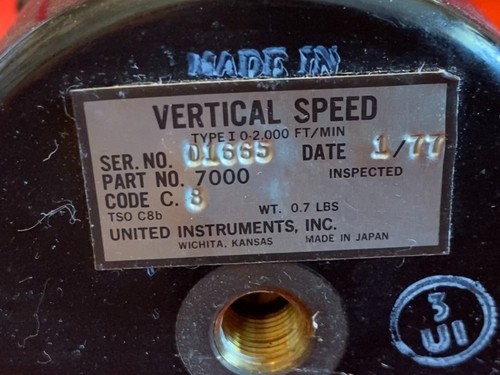 MADE IN
VERTICAL SPEED
TYPE I 0-2,000 FT/MIN
SER. NO. D1665 DATE 1/77
PART NO. 7000 INSPECTED
CODE C. 8
TSO C8b WT. 0.7 LBS
UNITED INSTRUMENTS, INC.
WICHITA, KANSAS MADE IN JAPAN
3
UI